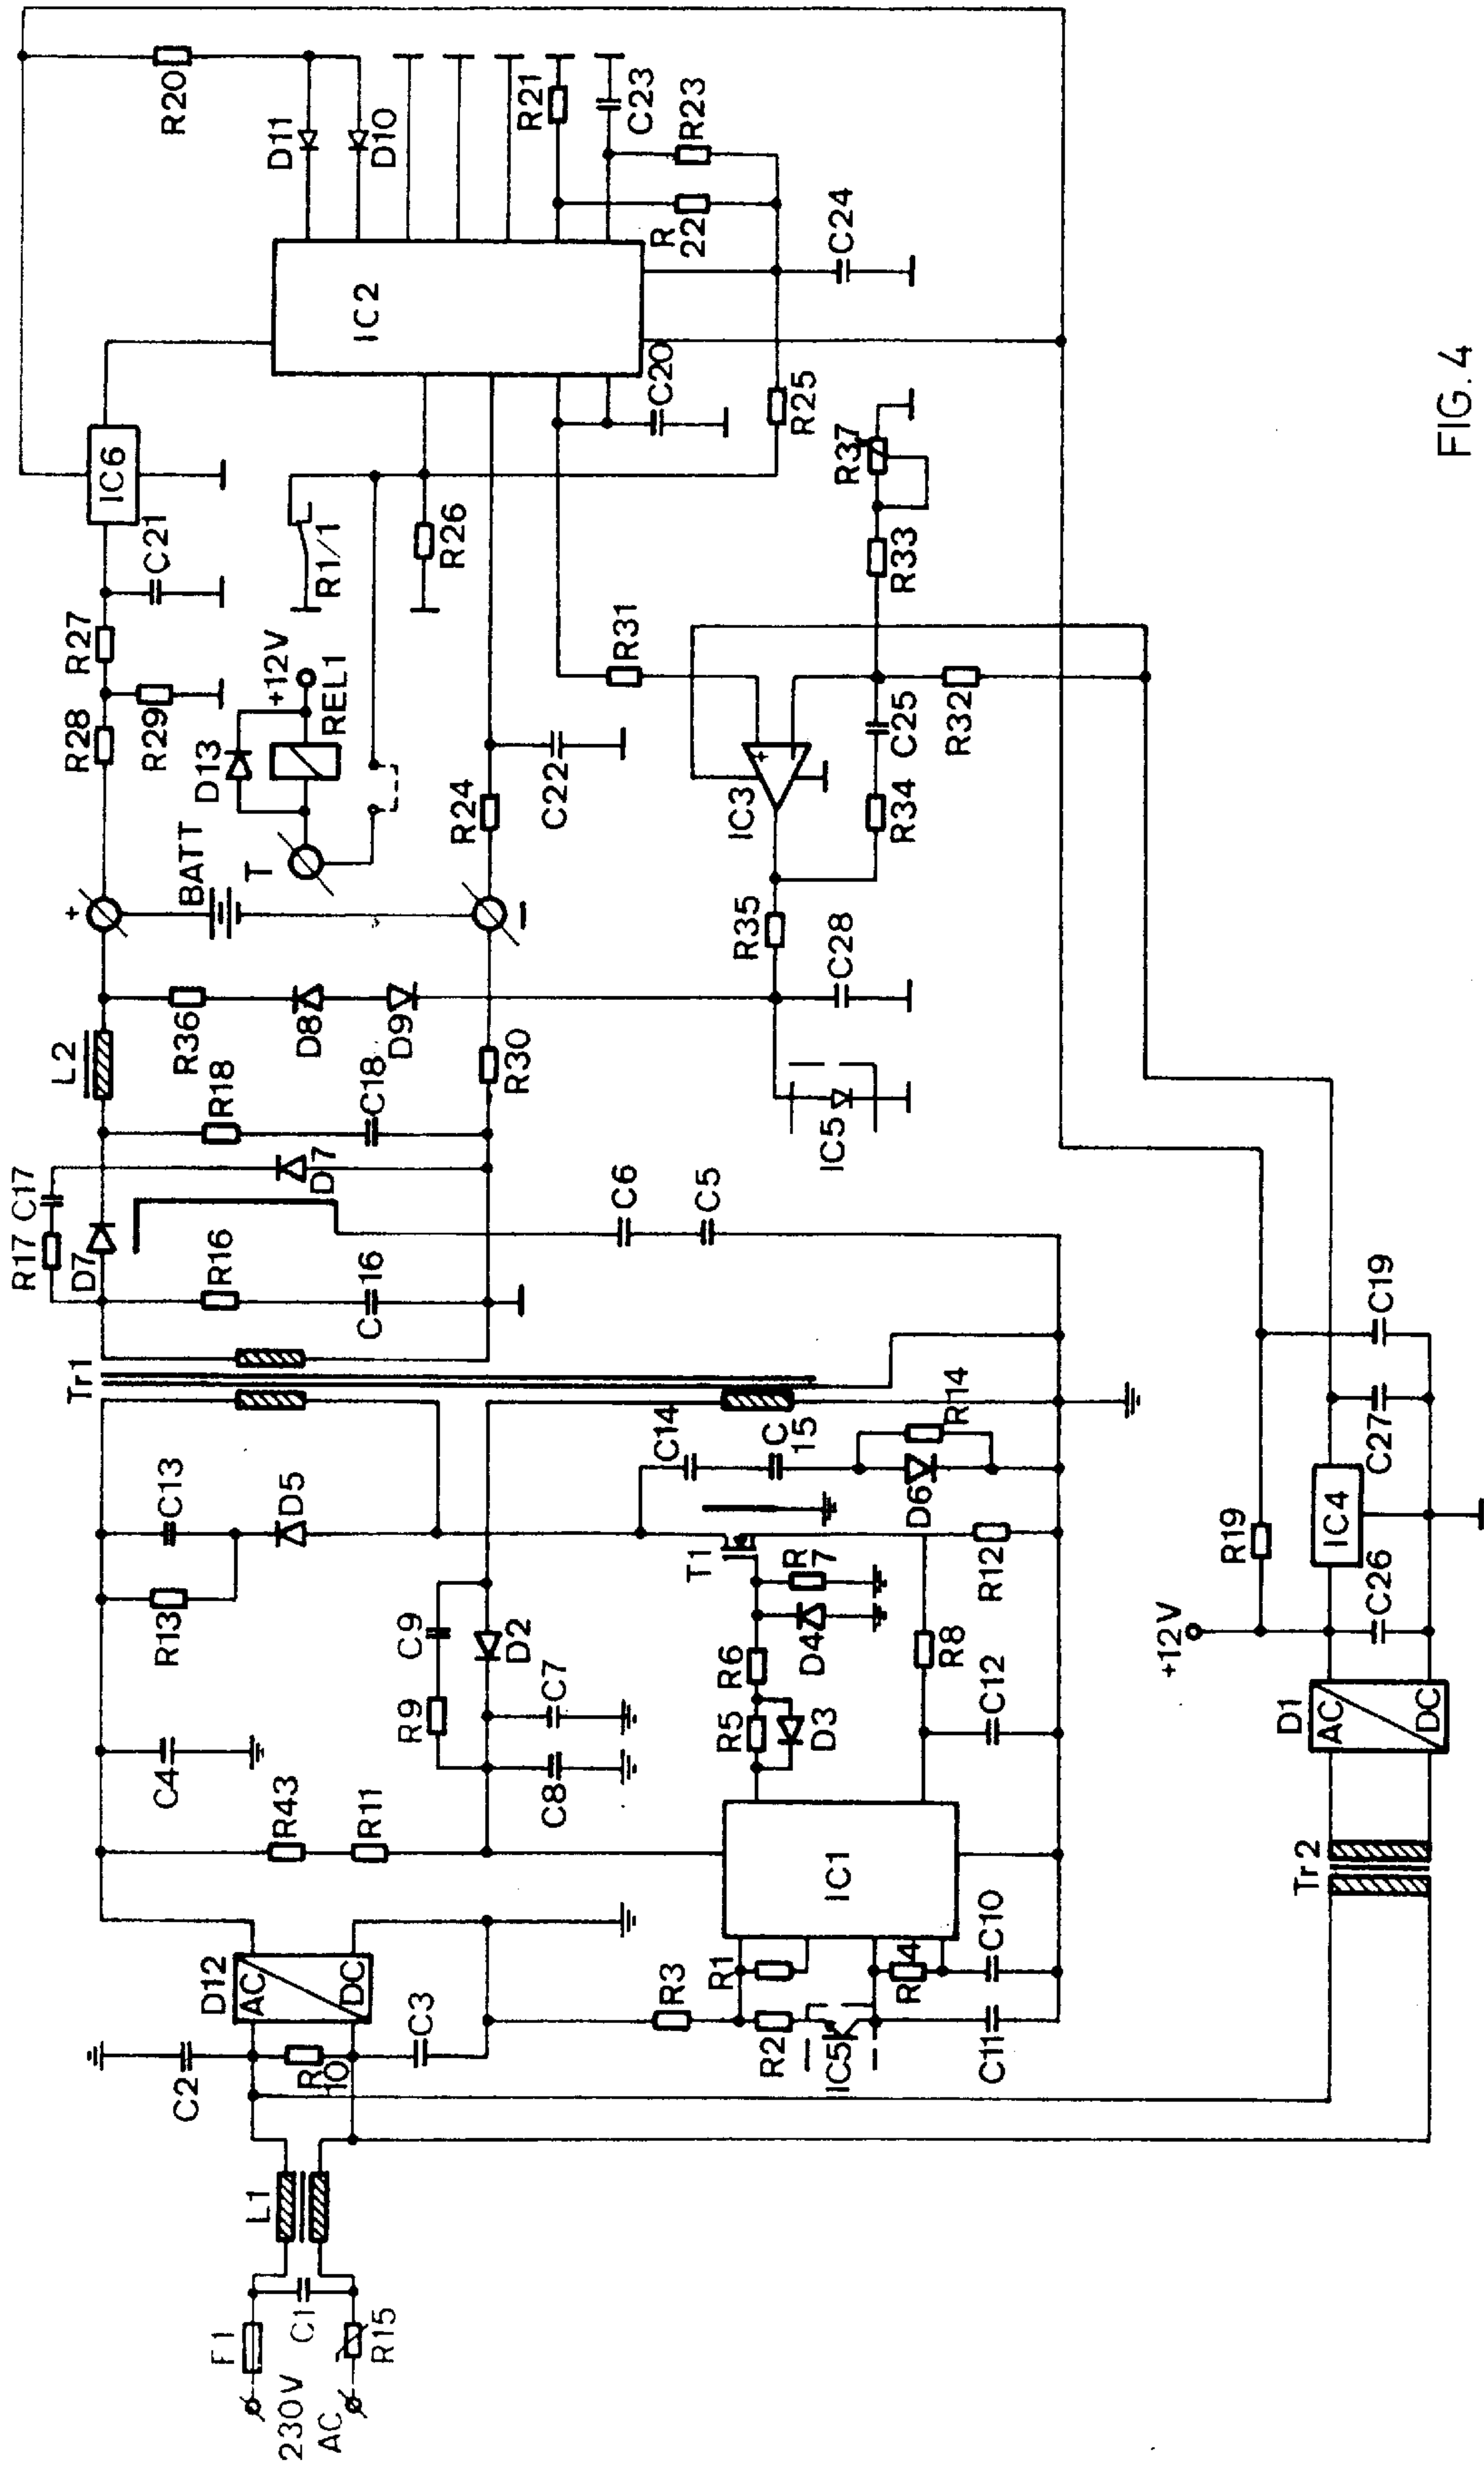 F1
230V
AC
C1
R15
L1
C2
R
10
C3
D12
AC
DC
C4
R43
R11
R13
C13
D5
R9
C9
D2
C8
C7
R3
R1
R2
IC5
R4
C11
C10
IC1
R5
D3
R6
D4
R
7
T1
R8
C12
R12
C14
C
15
D6
R14
Tr1
R17
C17
D7
R16
C16
D7
R18
C18
C6
C5
L2
R36
D8
D9
R30
+
BATT
−
T
D13
+12V
REL1
R28
R29
R27
C21
IC6
R1/1
R26
R24
C22
IC5
C28
R35
IC3
+
R34
C25
R31
R32
R33
R37
R25
C20
IC2
R20
D11
D10
R21
C23
R
22
R23
C24
Tr2
D1
AC
DC
+12V
R19
C26
IC4
C27
C19
FIG. 4